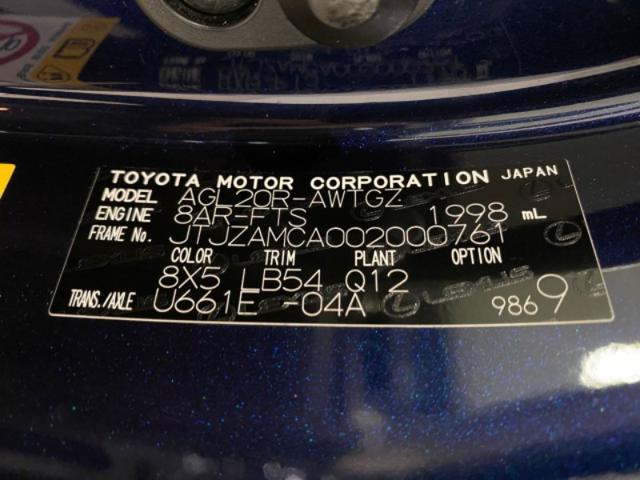 TOYOTA MOTOR CORPORATION JAPAN
MODEL AGL20R-AWTGZ
ENGINE 8AR-FTS 1998 mL
FRAME No. JTJZAMCA002000761
COLOR TRIM PLANT OPTION
8X5 LB54 Q12
TRANS./AXLE U661E -04A 9869